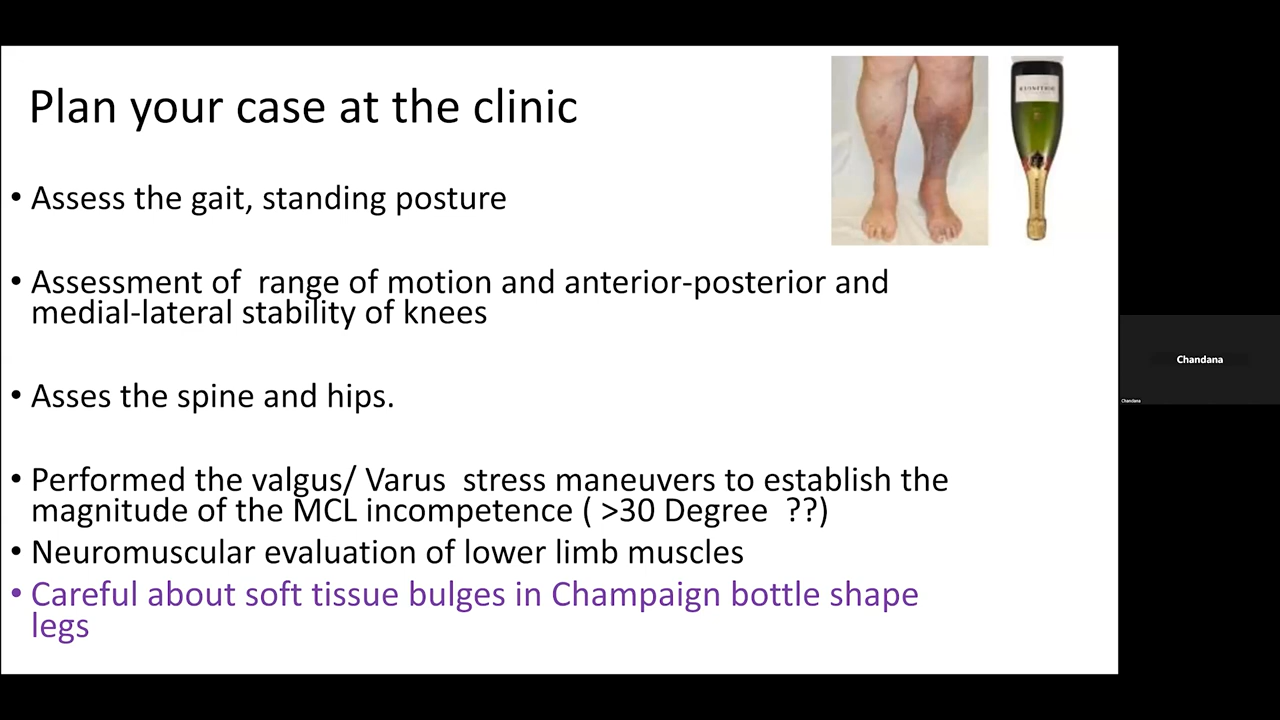 Plan your case at the clinic
• Assess the gait, standing posture
• Assessment of  range of motion and anterior-posterior and
medial-lateral stability of knees
• Asses the spine and hips.
• Performed the valgus/ Varus  stress maneuvers to establish the
magnitude of the MCL incompetence ( >30 Degree  ??)
• Neuromuscular evaluation of lower limb muscles
• Careful about soft tissue bulges in Champaign bottle shape
legs
Chandana
Chandana